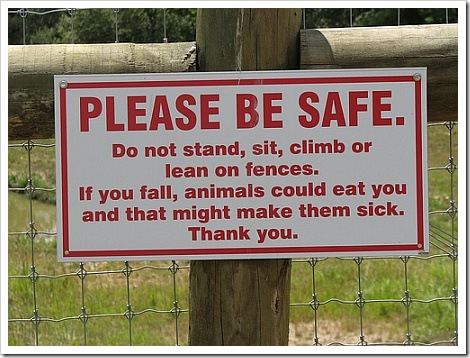 PLEASE BE SAFE.
Do not stand, sit, climb or
lean on fences.
If you fall, animals could eat you
and that might make them sick.
Thank you.